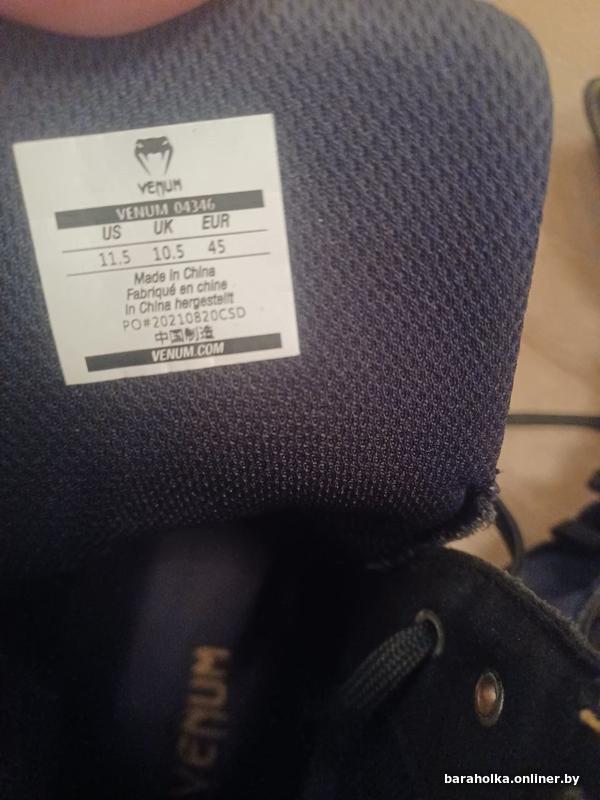 VENUM
VENUM 04346
US UK EUR
11.5 10.5 45
Made in China
Fabriqué en chine
In China hergestellt
PO#20210820CSD
中国制造
VENUM.COM
VENUM
baraholka.onliner.by